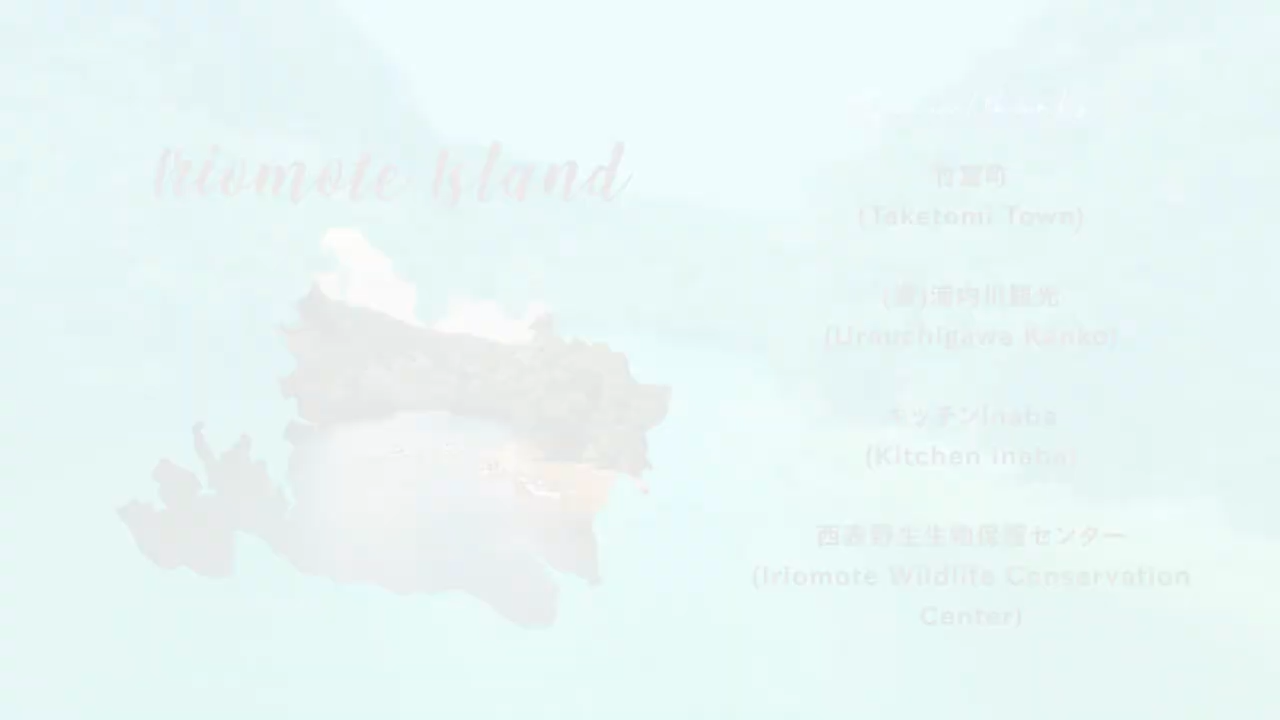 Iriomote Island
竹富町
(Taketomi Town)
(有)浦内川観光
(Urauchigawa Kanko)
キッチンinaba
(Kitchen inaba)
西表野生生物保護センター
(Iriomote Wildlife Conservation
Center)